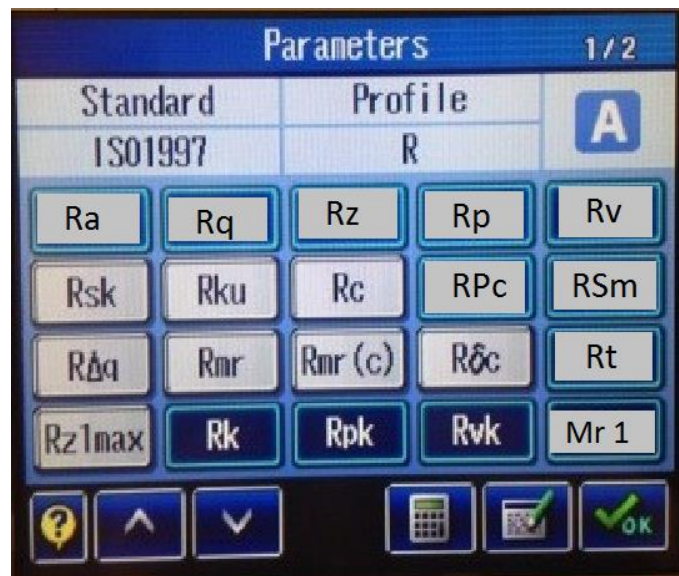 Parameters 1/2
Standard Profile
ISO1997 R
A
Ra Rq Rz Rp Rv
Rsk Rku Rc RPc RSm
RΔq Rmr Rmr(c) Rδc Rt
Rz1max Rk Rpk Rvk Mr 1
? OK